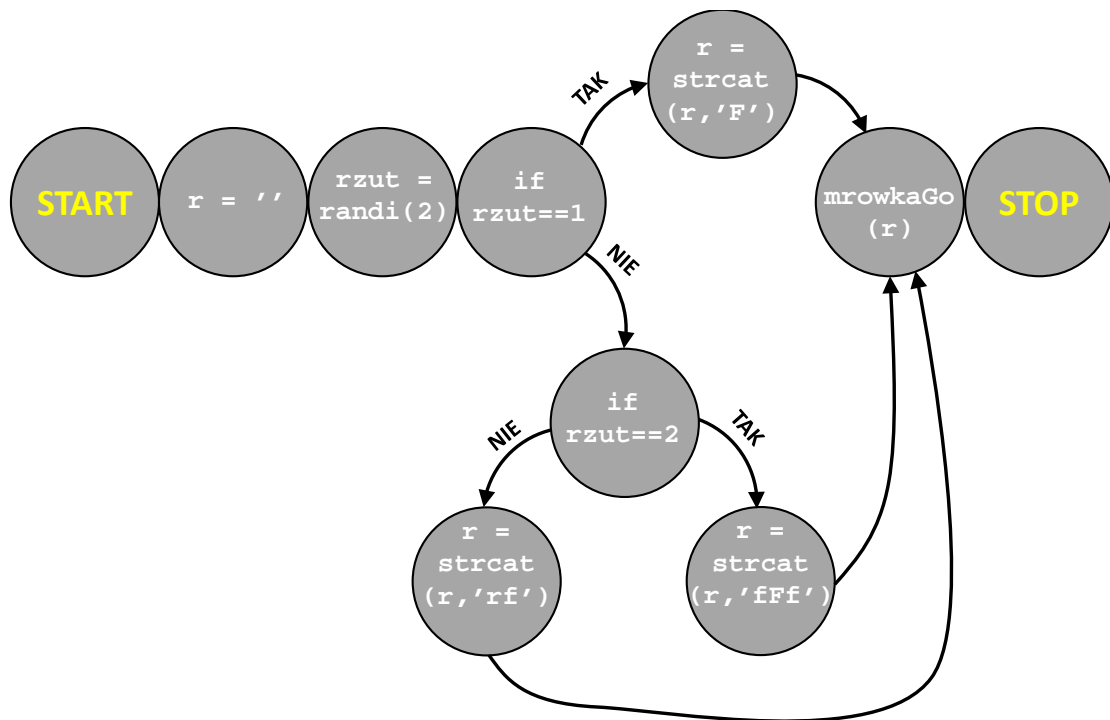 START
r = ’’
rzut =
randi(2)
if
rzut==1
TAK
r =
strcat
(r,’F’)
mrowkaGo
(r)
STOP
NIE
if
rzut==2
NIE
TAK
r =
strcat
(r,’rf’)
r =
strcat
(r,’fFf’)